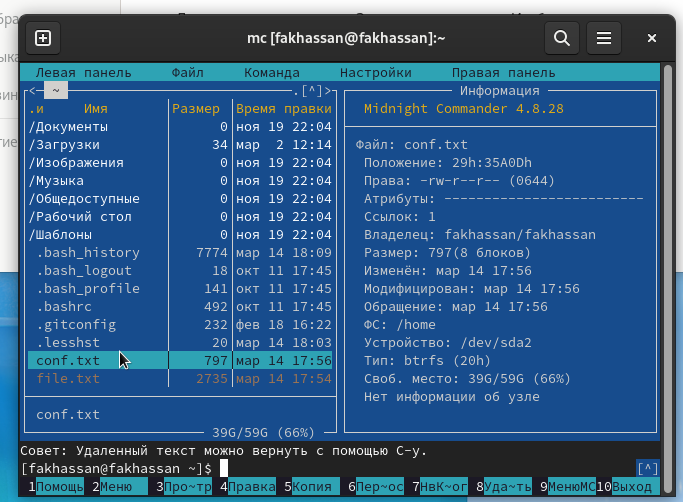 mc [fakhassan@fakhassan]:~
Левая панель Файл Команда Настройки Правая панель
<- ~ .[^]>
.и Имя Размер Время правки
/Документы 0 ноя 19 22:04
/Загрузки 34 мар 2 12:14
/Изображения 0 ноя 19 22:04
/Музыка 0 ноя 19 22:04
/Общедоступные 0 ноя 19 22:04
/Рабочий стол 0 ноя 19 22:04
/Шаблоны 0 ноя 19 22:04
.bash_history 7774 мар 14 18:09
.bash_logout 18 окт 11 17:45
.bash_profile 141 окт 11 17:45
.bashrc 492 окт 11 17:45
.gitconfig 232 фев 18 16:22
.lesshst 20 мар 14 18:03
conf.txt 797 мар 14 17:56
file.txt 2735 мар 14 17:54
conf.txt
39G/59G (66%)
Информация
Midnight Commander 4.8.28
Файл: conf.txt
Положение: 29h:35A0Dh
Права: -rw-r--r-- (0644)
Атрибуты: -------------------------
Ссылок: 1
Владелец: fakhassan/fakhassan
Размер: 797(8 блоков)
Изменён: мар 14 17:56
Модифицирован: мар 14 17:56
Обращение: мар 14 17:56
ФС: /home
Устройство: /dev/sda2
Тип: btrfs (20h)
Своб. место: 39G/59G (66%)
Нет информации об узле
Совет: Удаленный текст можно вернуть с помощью C-y.
[fakhassan@fakhassan ~]$ [^]
1Помощь 2Меню 3Про~тр 4Правка 5Копия 6Пер~ос 7НвК~ог 8Уда~ть 9МенюMC 10Выход